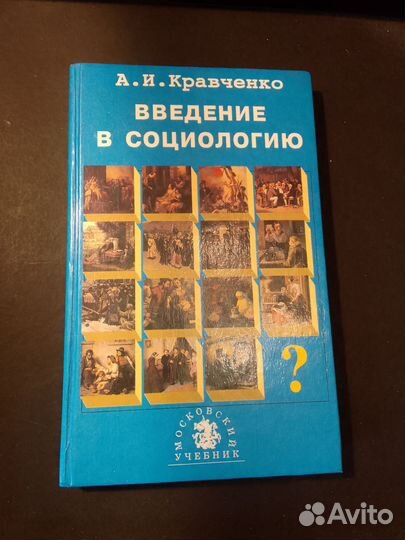 А.И.Кравченко
ВВЕДЕНИЕ
В СОЦИОЛОГИЮ
?
МОСКОВСКИЙ
УЧЕБНИК
Avito